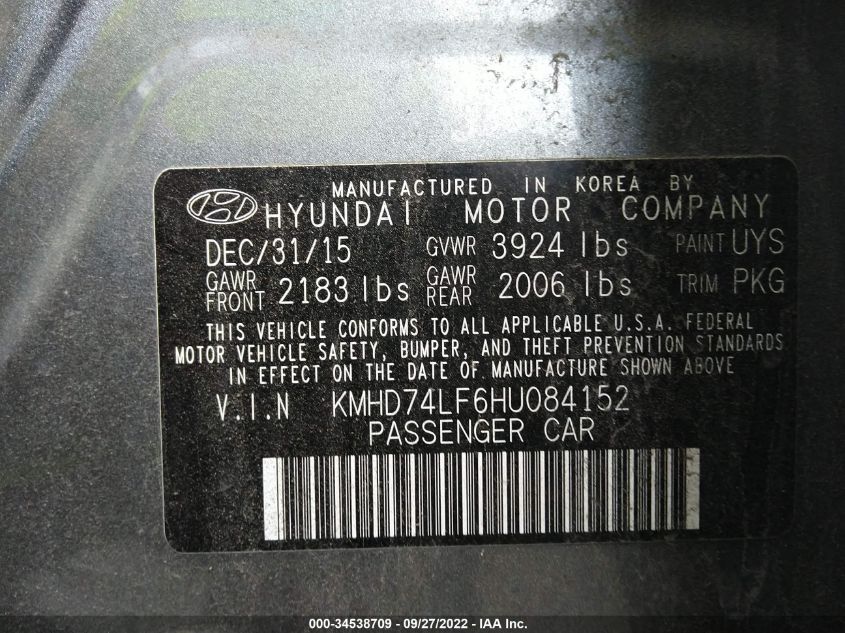 MANUFACTURED IN KOREA BY
HYUNDAI MOTOR COMPANY
DEC/31/15 GVWR 3924 lbs PAINT UYS
GAWR FRONT 2183 lbs GAWR REAR 2006 lbs TRIM PKG
THIS VEHICLE CONFORMS TO ALL APPLICABLE U.S.A. FEDERAL
MOTOR VEHICLE SAFETY, BUMPER, AND THEFT PREVENTION STANDARDS
IN EFFECT ON THE DATE OF MANUFACTURE SHOWN ABOVE
V.I.N KMHD74LF6HU084152
PASSENGER CAR
000-34538709 - 09/27/2022 - IAA Inc.